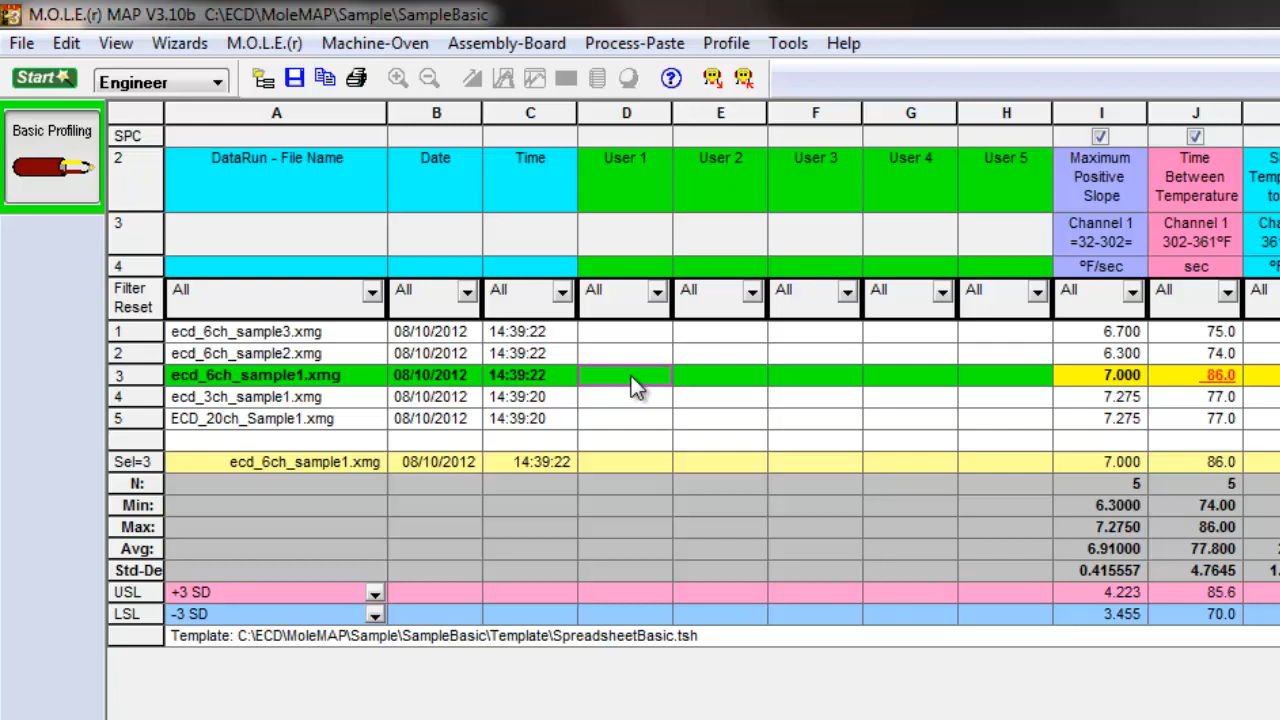 M.O.L.E.(r) MAP V3.10b C:\ECD\MoleMAP\Sample\SampleBasic
File Edit View Wizards M.O.L.E.(r) Machine-Oven Assembly-Board Process-Paste Profile Tools Help
Start Engineer
Basic Profiling
A B C D E F G H I J
SPC
2 DataRun - File Name Date Time User 1 User 2 User 3 User 4 User 5 Maximum Positive Slope Time Between Temperature
3 Channel 1 =32-302= Channel 1 302-361ºF
4 ºF/sec sec
Filter Reset All All All All All All All All All All All
1 ecd_6ch_sample3.xmg 08/10/2012 14:39:22 6.700 75.0
2 ecd_6ch_sample2.xmg 08/10/2012 14:39:22 6.300 74.0
3 ecd_6ch_sample1.xmg 08/10/2012 14:39:22 7.000 86.0
4 ecd_3ch_sample1.xmg 08/10/2012 14:39:20 7.275 77.0
5 ECD_20ch_Sample1.xmg 08/10/2012 14:39:20 7.275 77.0
Sel=3 ecd_6ch_sample1.xmg 08/10/2012 14:39:22 7.000 86.0
N: 5 5
Min: 6.3000 74.00
Max: 7.2750 86.00
Avg: 6.91000 77.800
Std-De 0.415557 4.7645
USL +3 SD 4.223 85.6
LSL -3 SD 3.455 70.0
Template: C:\ECD\MoleMAP\Sample\SampleBasic\Template\SpreadsheetBasic.tsh